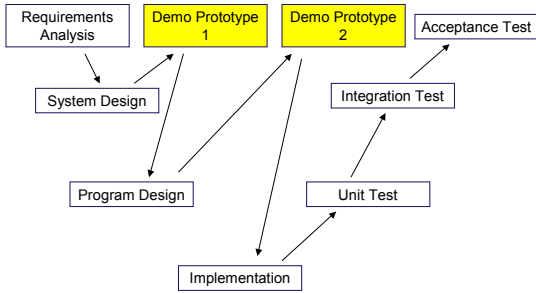 Requirements
Analysis
Demo Prototype
1
Demo Prototype
2
Acceptance Test
System Design
Integration Test
Program Design
Unit Test
Implementation